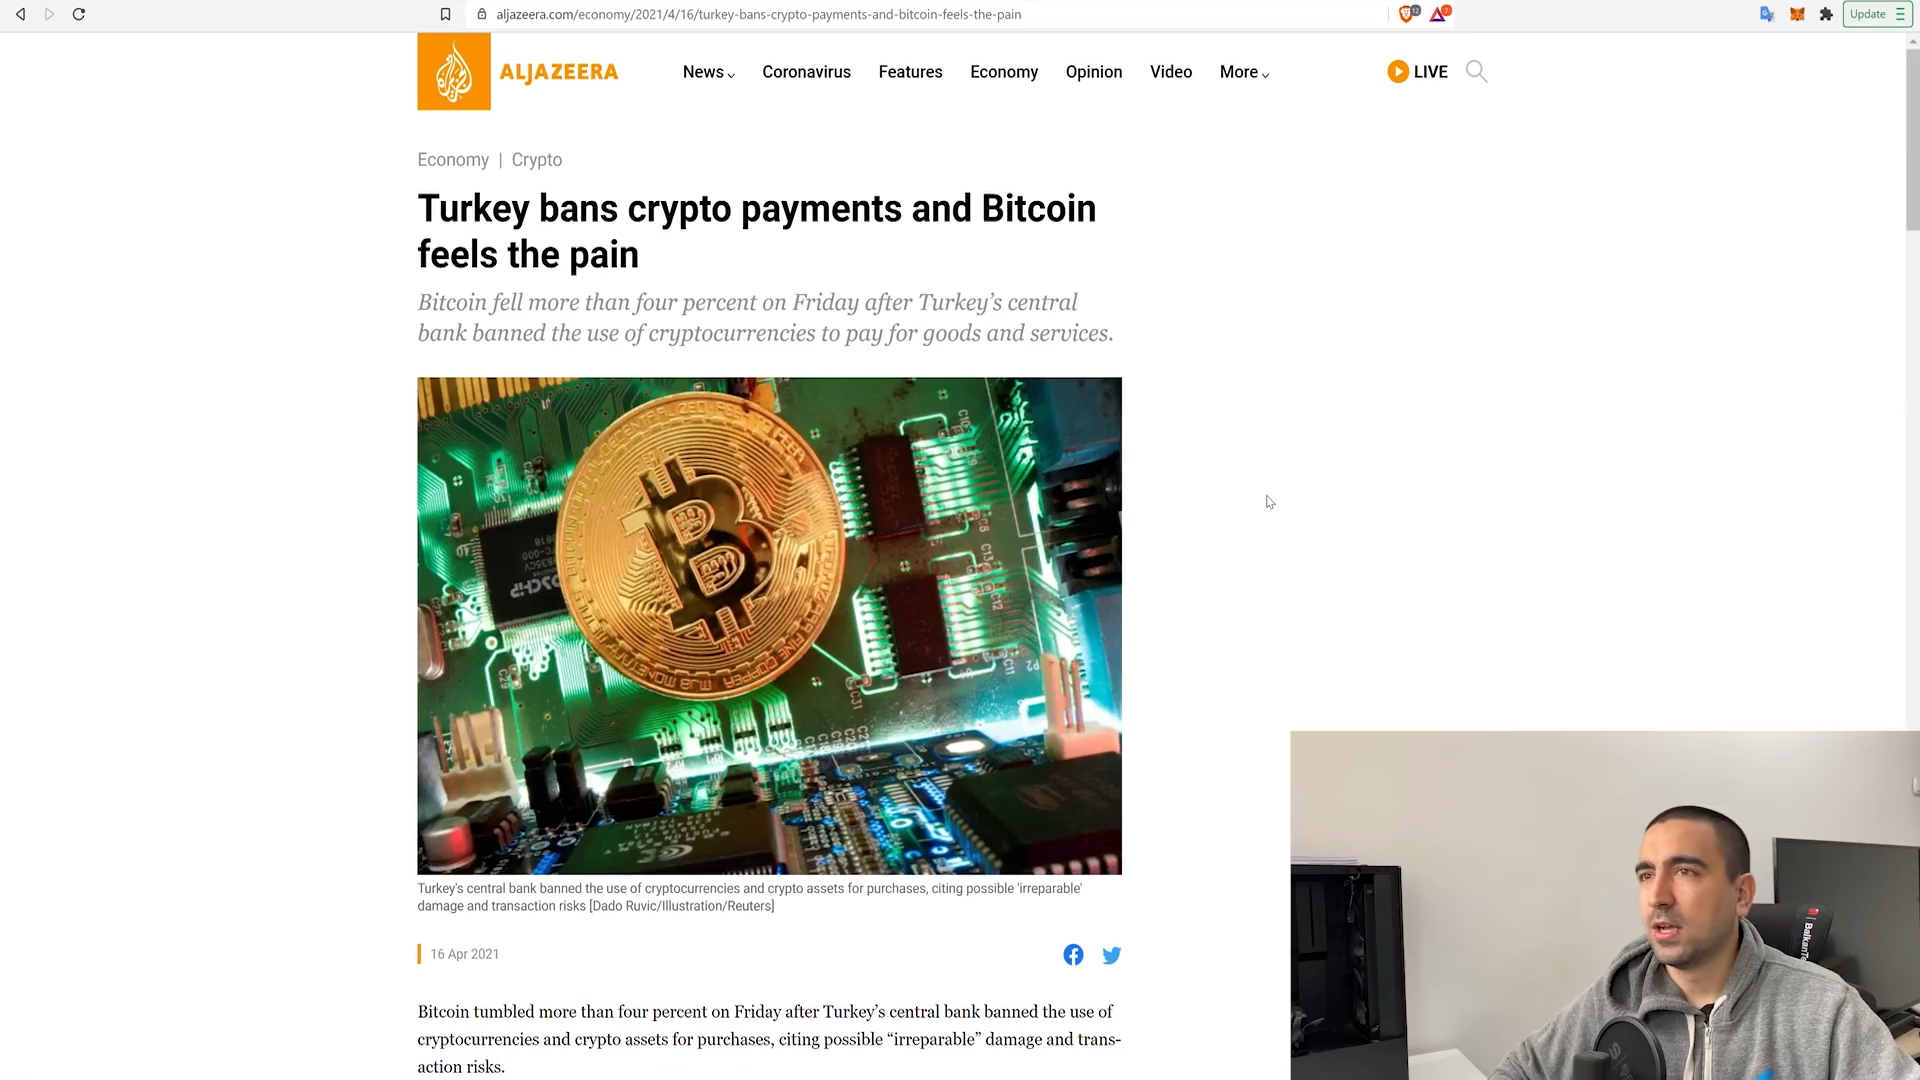 aljazeera.com/economy/2021/4/16/turkey-bans-crypto-payments-and-bitcoin-feels-the-pain
12
7
Update
ALJAZEERA
News
Coronavirus
Features
Economy
Opinion
Video
More
LIVE
Economy | Crypto
Turkey bans crypto payments and Bitcoin
feels the pain
Bitcoin fell more than four percent on Friday after Turkey’s central
bank banned the use of cryptocurrencies to pay for goods and services.
Turkey's central bank banned the use of cryptocurrencies and crypto assets for purchases, citing possible 'irreparable'
damage and transaction risks [Dado Ruvic/Illustration/Reuters]
16 Apr 2021
Bitcoin tumbled more than four percent on Friday after Turkey’s central bank banned the use of
cryptocurrencies and crypto assets for purchases, citing possible “irreparable” damage and trans-
action risks.